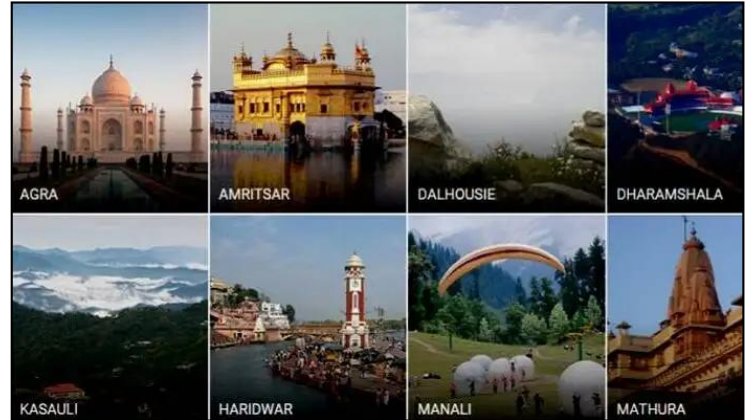 AGRA
AMRITSAR
DALHOUSIE
DHARAMSHALA
KASAULI
HARIDWAR
MANALI
MATHURA